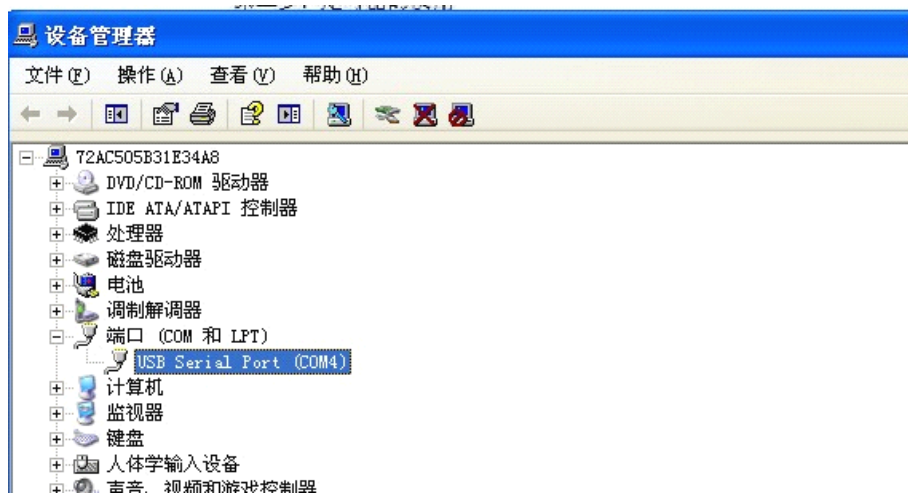 设备管理器
文件(F) 操作(A) 查看(V) 帮助(H)
72AC505B31E34A8
DVD/CD-ROM 驱动器
IDE ATA/ATAPI 控制器
处理器
磁盘驱动器
电池
调制解调器
端口 (COM 和 LPT)
USB Serial Port (COM4)
计算机
监视器
键盘
人体学输入设备
声音、视频和游戏控制器